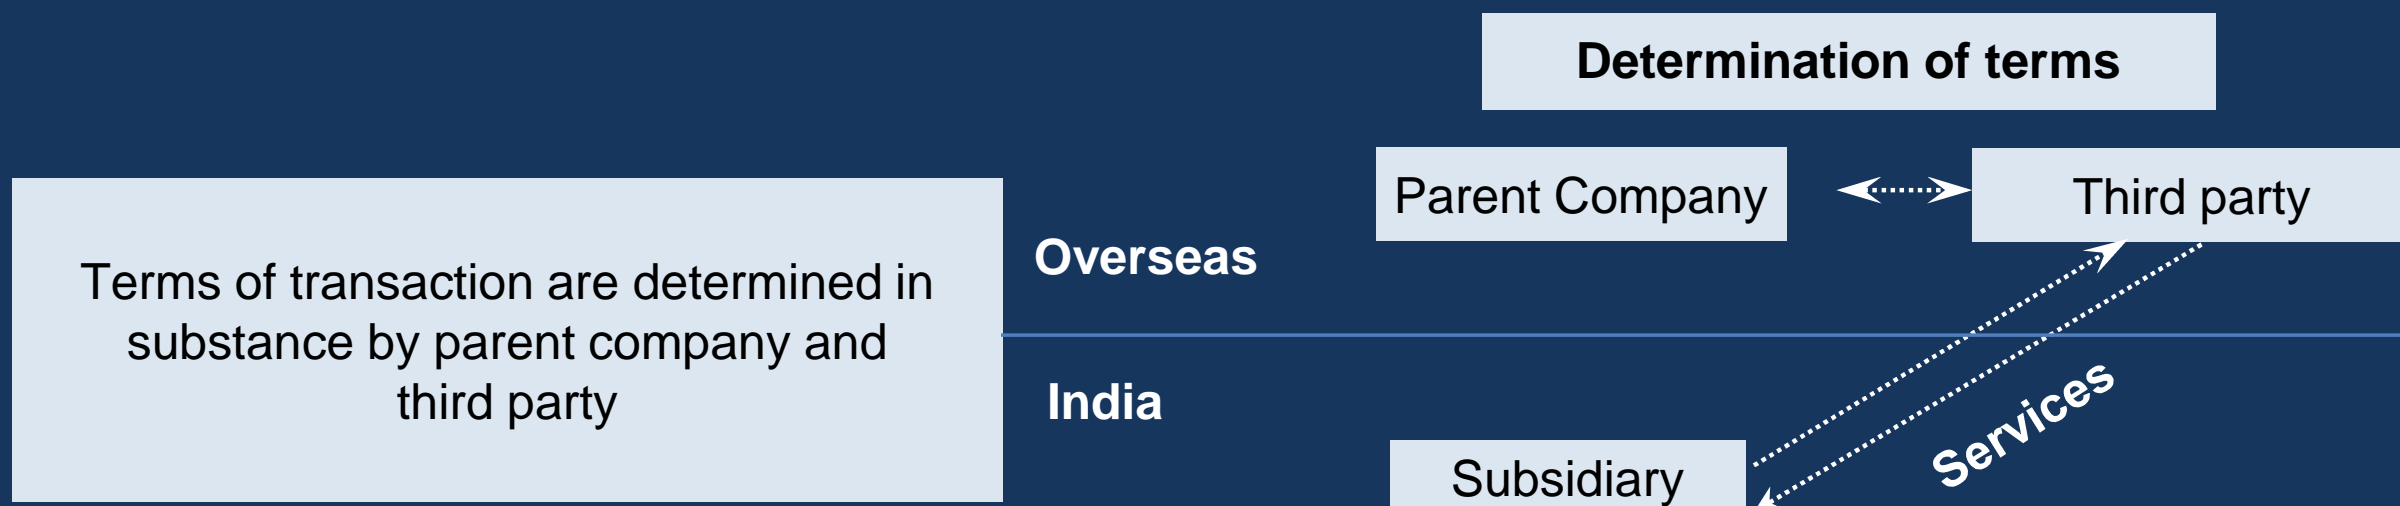 Determination of terms
Parent Company
Third party
Overseas
Terms of transaction are determined in
substance by parent company and
third party
India
Services
Subsidiary